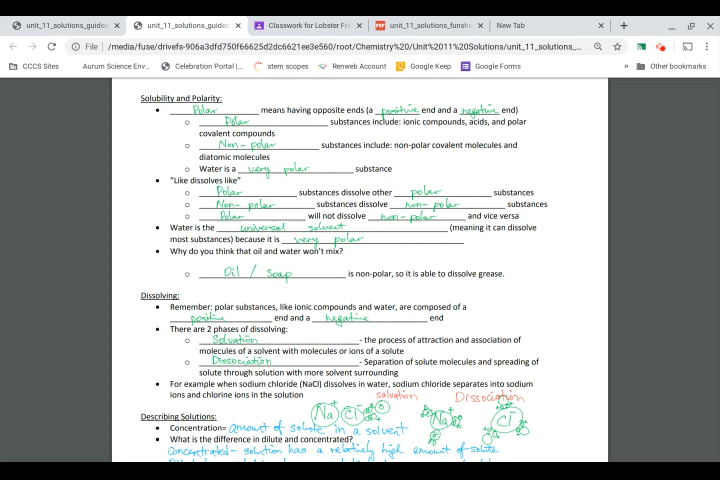 unit_11_solutions_guided
unit_11_solutions_guided
Classwork for Lobster Fri
unit_11_solutions_funshe
New Tab
File | /media/fuse/drivefs-906a3dfd750f66625d2dc6621ee3e560/root/Chemistry%20/Unit%2011%20Solutions/unit_11_solutions_...
CCCS Sites Aurum Science Env... Celebration Portal |... stem scopes Renweb Account Google Keep Google Forms » Other bookmarks
Solubility and Polarity:
• Polar means having opposite ends (a positive end and a negative end)
o Polar substances include: ionic compounds, acids, and polar
covalent compounds
o Non-polar substances include: non-polar covalent molecules and
diatomic molecules
o Water is a very polar substance
• "Like dissolves like"
o Polar substances dissolve other polar substances
o Non-polar substances dissolve non-polar substances
o Polar will not dissolve non-polar and vice versa
• Water is the universal solvent (meaning it can dissolve
most substances) because it is very polar
• Why do you think that oil and water won't mix?
o Oil / Soap is non-polar, so it is able to dissolve grease.
Dissolving:
• Remember: polar substances, like ionic compounds and water, are composed of a
positive end and a negative end
• There are 2 phases of dissolving:
o Solvation - the process of attraction and association of
molecules of a solvent with molecules or ions of a solute
o Dissociation - Separation of solute molecules and spreading of
solute through solution with more solvent surrounding
• For example when sodium chloride (NaCl) dissolves in water, sodium chloride separates into sodium
ions and chlorine ions in the solution
solvation Dissociation
Na+ Cl- Na+ Cl-
Describing Solutions:
• Concentration= amount of solute in a solvent
• What is the difference in dilute and concentrated?
Concentrated - solution has a relatively high amount of solute